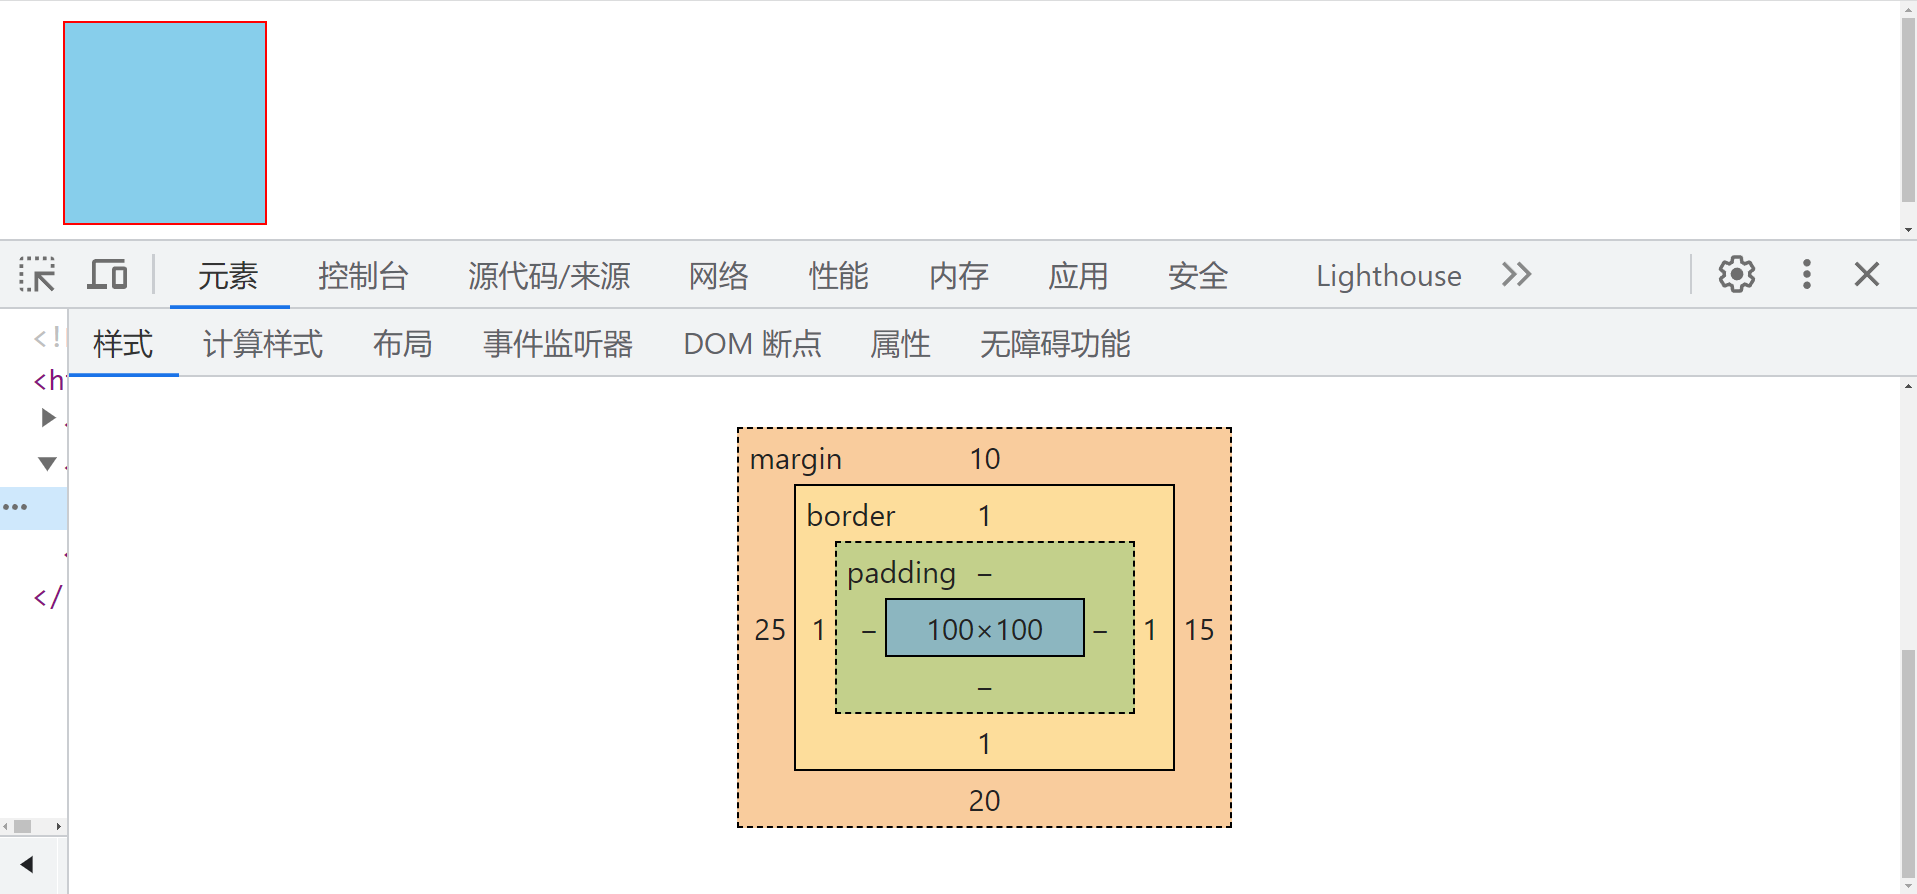 元素 控制台 源代码/来源 网络 性能 内存 应用 安全 Lighthouse
样式 计算样式 布局 事件监听器 DOM 断点 属性 无障碍功能
<!
<h
</
margin 10
border 1
padding –
25 1 – 100×100 – 1 15
–
1
20